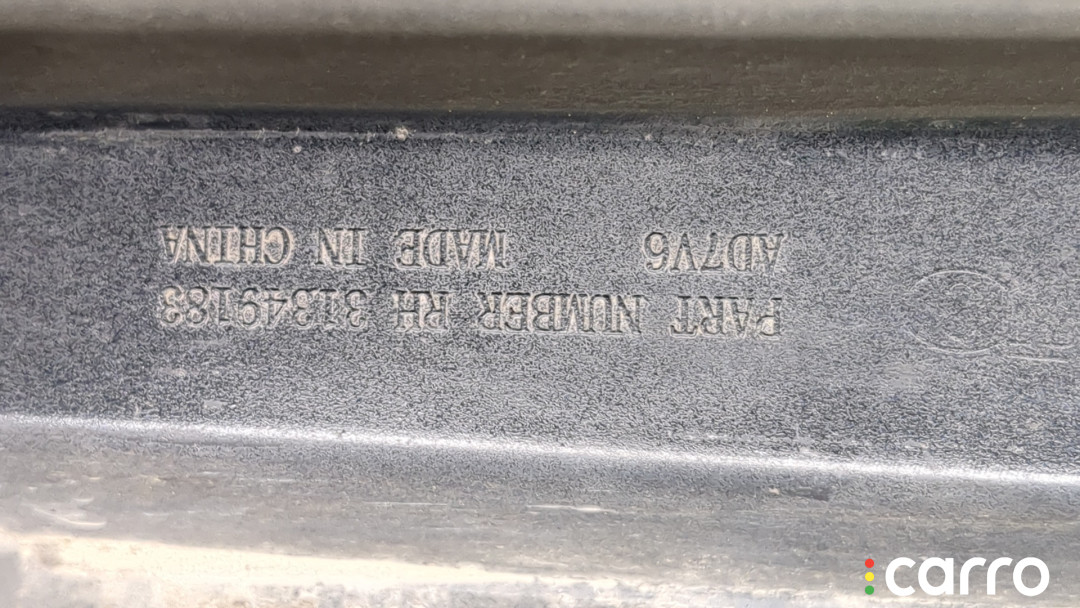 PART NUMBER RH 31349183
AD7V6 MADE IN CHINA
carro